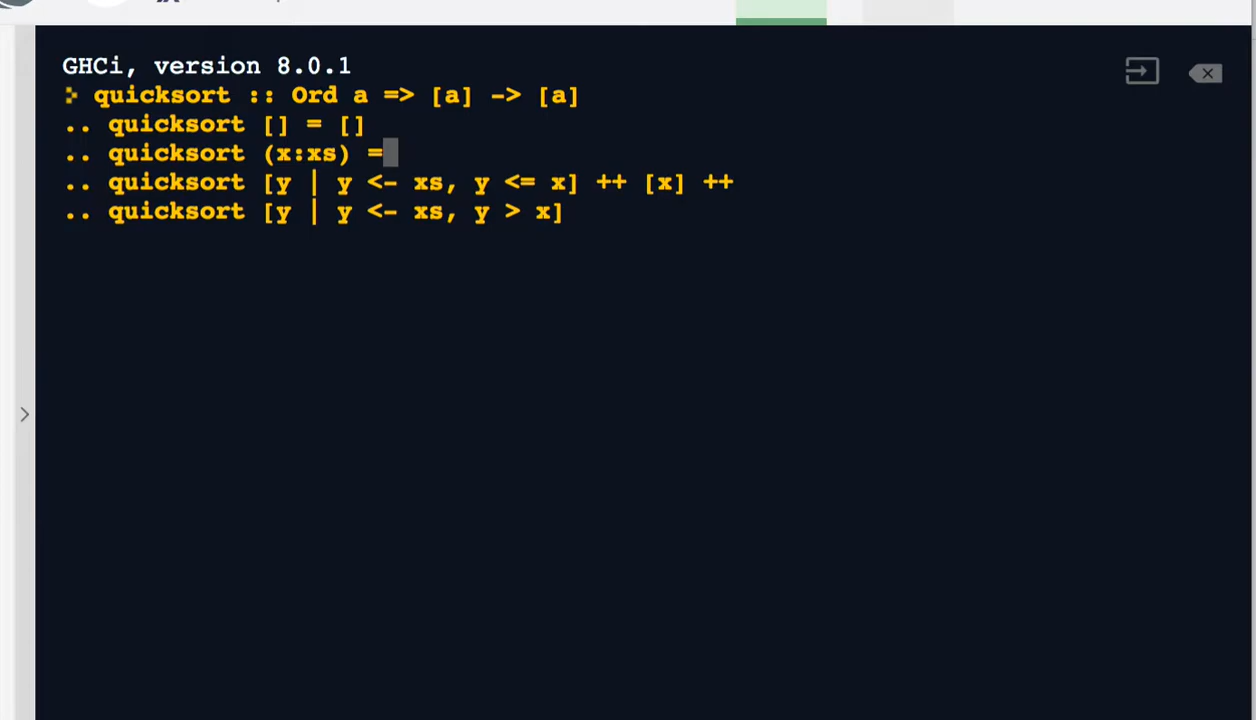 GHCi, version 8.0.1
quicksort :: Ord a => [a] -> [a]
.. quicksort [] = []
.. quicksort (x:xs) =
.. quicksort [y | y <- xs, y <= x] ++ [x] ++
.. quicksort [y | y <- xs, y > x]